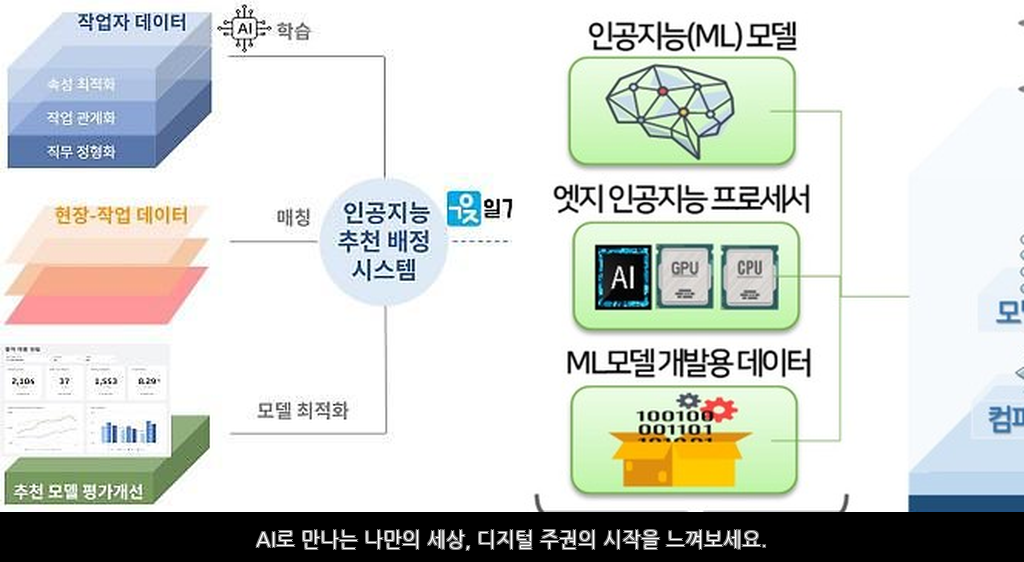 작업자 데이터
속성 최적화
작업 관계화
직무 정형화
AI
학습
현장-작업 데이터
매칭
인공지능
추천 배정
시스템
웃일기
2,104
37
1,553
8.29
추천 모델 평가개선
모델 최적화
인공지능(ML) 모델
엣지 인공지능 프로세서
AI
GPU
CPU
ML모델 개발용 데이터
100100
001101
101101
컴퍼
AI로 만나는 나만의 세상, 디지털 주권의 시작을 느껴보세요.